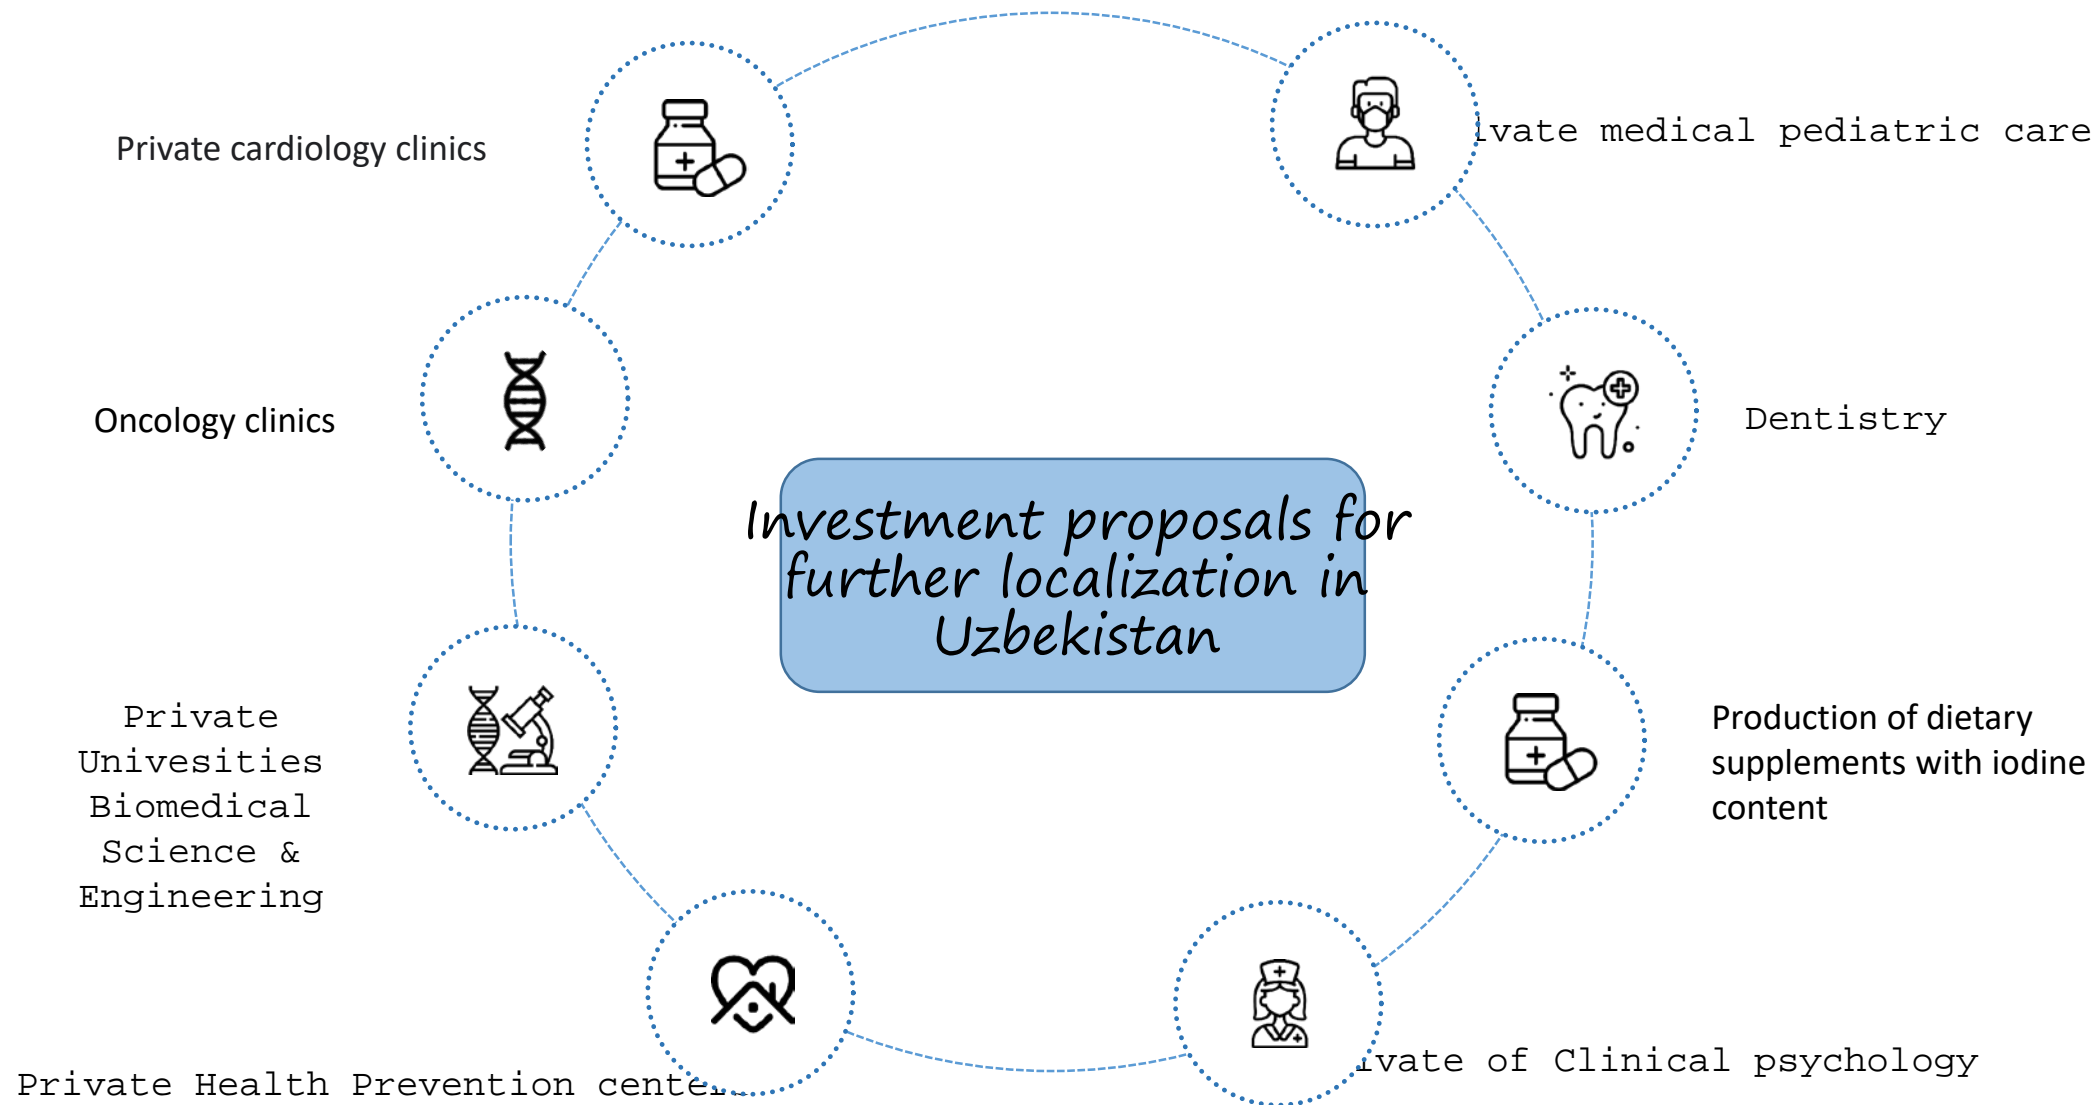 Private cardiology clinics
ivate medical pediatric care
Oncology clinics
Dentistry
Investment proposals for
further localization in
Uzbekistan
Private
Univesities
Biomedical
Science &
Engineering
Production of dietary
supplements with iodine
content
Private Health Prevention
ivate of Clinical psychology